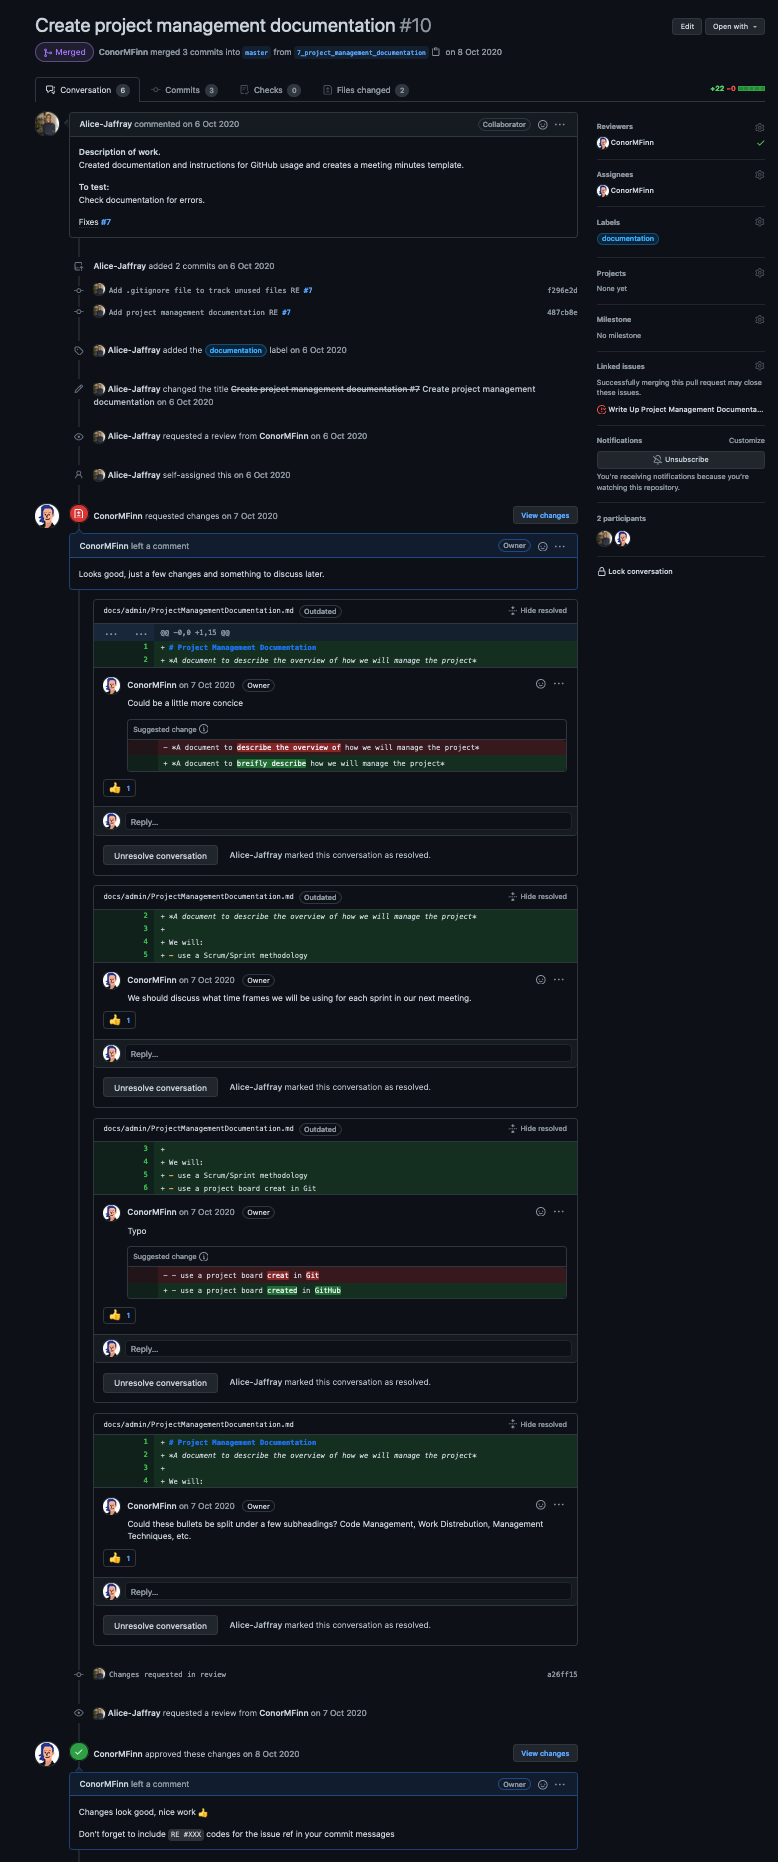 Create project management documentation #10
Edit
Open with
Merged
ConorMFinn merged 3 commits into master from 7_project_management_documentation on 8 Oct 2020
Conversation 6
Commits 3
Checks 0
Files changed 2
+22 −0
Alice-Jaffray commented on 6 Oct 2020
Collaborator
Description of work.
Created documentation and instructions for GitHub usage and creates a meeting minutes template.
To test:
Check documentation for errors.
Fixes #7
Reviewers
ConorMFinn
Assignees
ConorMFinn
Labels
documentation
Projects
None yet
Milestone
No milestone
Linked issues
Successfully merging this pull request may close
these issues.
Write Up Project Management Documenta...
Notifications
Customize
Unsubscribe
You're receiving notifications because you're
watching this repository.
2 participants
Lock conversation
Alice-Jaffray added 2 commits on 6 Oct 2020
Add .gitignore file to track unused files RE #7
f296e2d
Add project management documentation RE #7
487cb8e
Alice-Jaffray added the documentation label on 6 Oct 2020
Alice-Jaffray changed the title Create project management documentation #7 Create project management
documentation on 6 Oct 2020
Alice-Jaffray requested a review from ConorMFinn on 6 Oct 2020
Alice-Jaffray self-assigned this on 6 Oct 2020
ConorMFinn requested changes on 7 Oct 2020
View changes
ConorMFinn left a comment
Owner
Looks good, just a few changes and something to discuss later.
docs/admin/ProjectManagementDocumentation.md
Outdated
Hide resolved
... ... @@ -0,0 +1,15 @@
1 + # Project Management Documentation
2 + *A document to describe the overview of how we will manage the project*
ConorMFinn on 7 Oct 2020 Owner
Could be a little more concice
Suggested change
- *A document to describe the overview of how we will manage the project*
+ *A document to breifly describe how we will manage the project*
👍 1
Reply...
Unresolve conversation
Alice-Jaffray marked this conversation as resolved.
docs/admin/ProjectManagementDocumentation.md
Outdated
Hide resolved
2 + *A document to describe the overview of how we will manage the project*
3 +
4 + We will:
5 + - use a Scrum/Sprint methodology
ConorMFinn on 7 Oct 2020 Owner
We should discuss what time frames we will be using for each sprint in our next meeting.
👍 1
Reply...
Unresolve conversation
Alice-Jaffray marked this conversation as resolved.
docs/admin/ProjectManagementDocumentation.md
Outdated
Hide resolved
3 +
4 + We will:
5 + - use a Scrum/Sprint methodology
6 + - use a project board creat in Git
ConorMFinn on 7 Oct 2020 Owner
Typo
Suggested change
- - use a project board creat in Git
+ - use a project board created in GitHub
👍 1
Reply...
Unresolve conversation
Alice-Jaffray marked this conversation as resolved.
docs/admin/ProjectManagementDocumentation.md
Hide resolved
1 + # Project Management Documentation
2 + *A document to describe the overview of how we will manage the project*
3 +
4 + We will:
ConorMFinn on 7 Oct 2020 Owner
Could these bullets be split under a few subheadings? Code Management, Work Distrebution, Management
Techniques, etc.
👍 1
Reply...
Unresolve conversation
Alice-Jaffray marked this conversation as resolved.
Changes requested in review
a26ff15
Alice-Jaffray requested a review from ConorMFinn on 7 Oct 2020
ConorMFinn approved these changes on 8 Oct 2020
View changes
ConorMFinn left a comment
Owner
Changes look good, nice work 👍
Don't forget to include RE #XXX codes for the issue ref in your commit messages